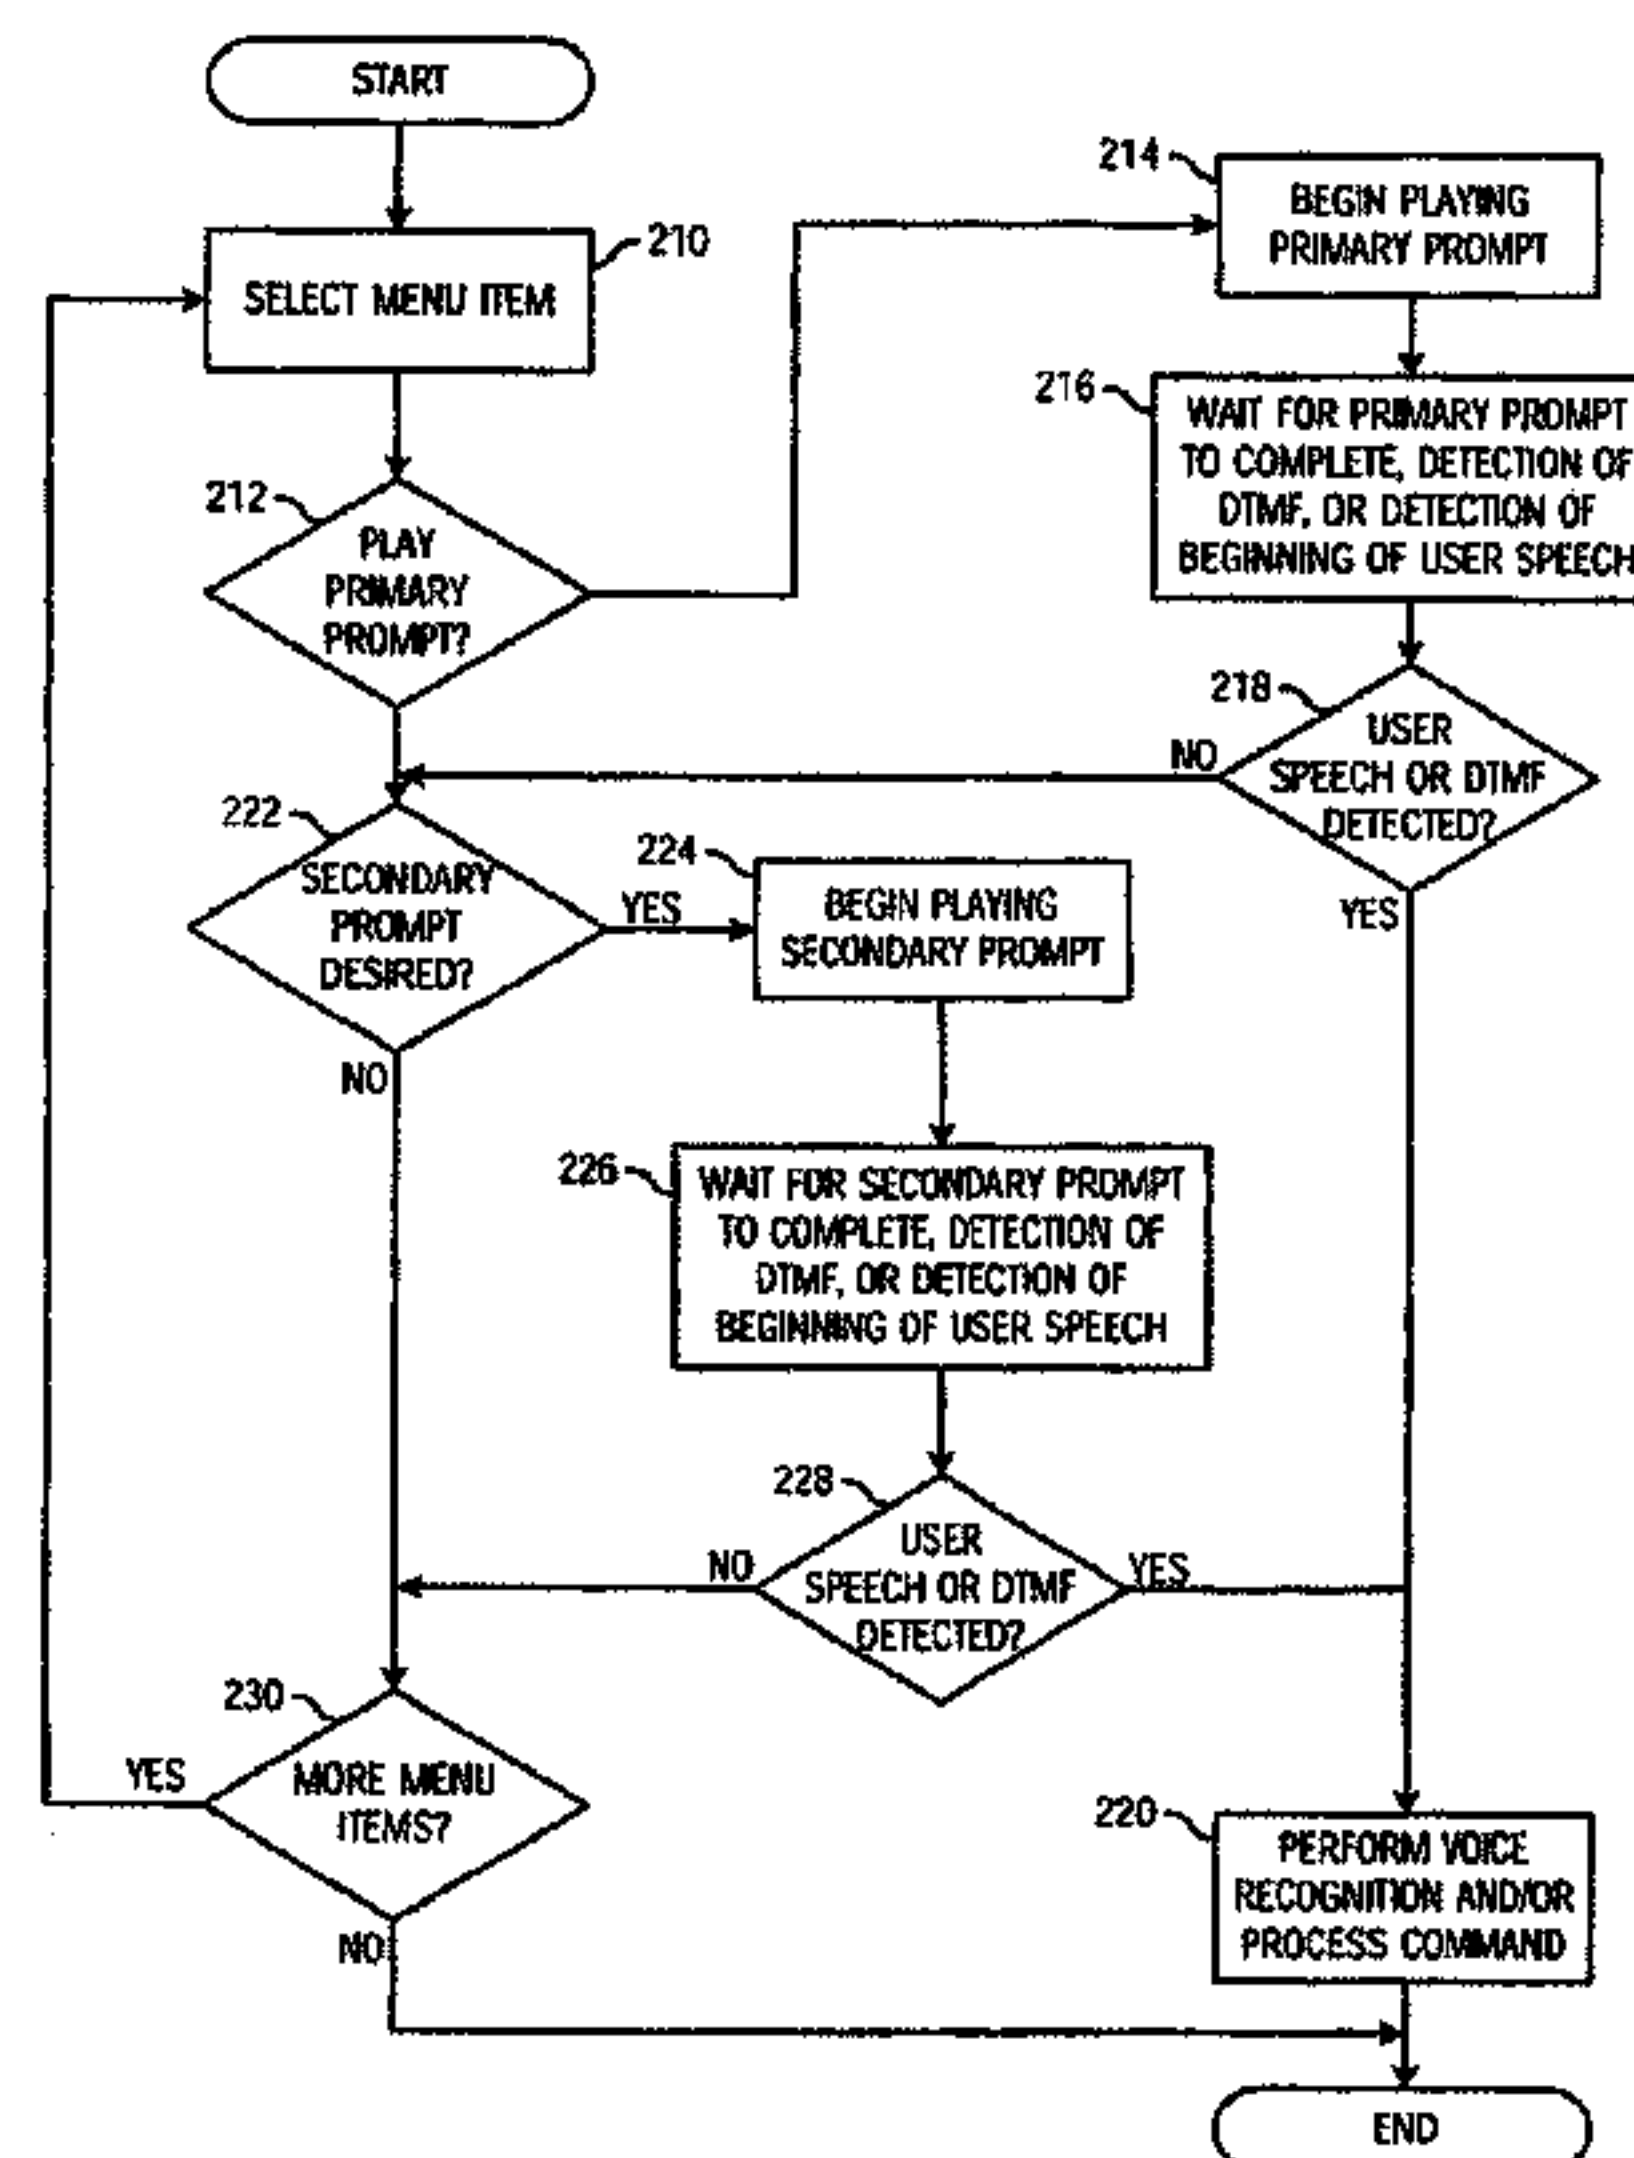 START
210
SELECT MENU ITEM
212
PLAY
PRIMARY
PROMPT?
214
BEGIN PLAYING
PRIMARY PROMPT
216
WAIT FOR PRIMARY PROMPT
TO COMPLETE, DETECTION OF
DTMF, OR DETECTION OF
BEGINNING OF USER SPEECH
218
USER
SPEECH OR DTMF
DETECTED?
NO
YES
222
SECONDARY
PROMPT
DESIRED?
YES
NO
224
BEGIN PLAYING
SECONDARY PROMPT
226
WAIT FOR SECONDARY PROMPT
TO COMPLETE, DETECTION OF
DTMF, OR DETECTION OF
BEGINNING OF USER SPEECH
228
USER
SPEECH OR DTMF
DETECTED?
NO
YES
230
MORE MENU
ITEMS?
YES
NO
220
PERFORM VOICE
RECOGNITION AND/OR
PROCESS COMMAND
END